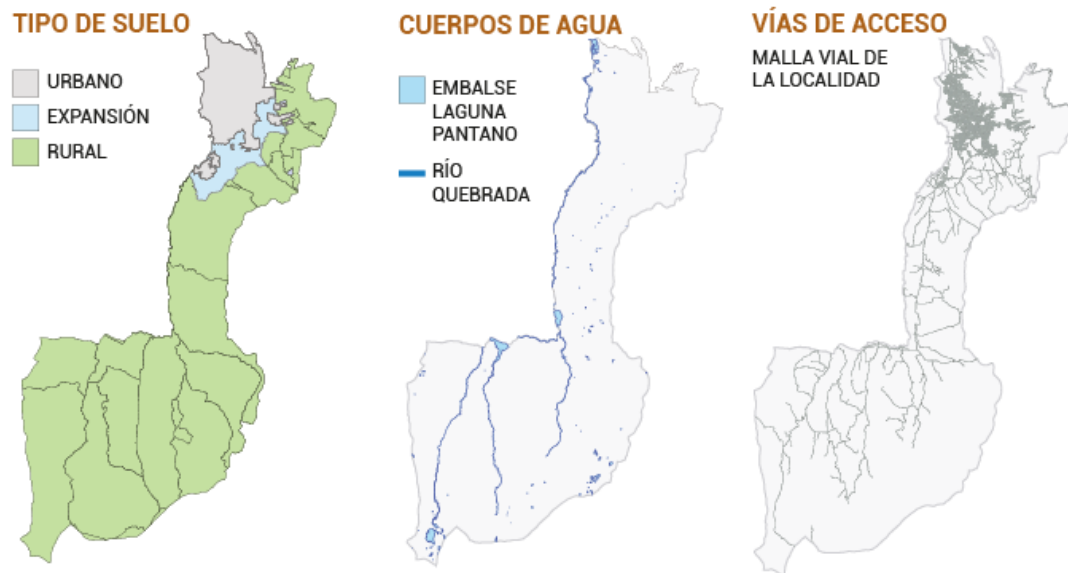 TIPO DE SUELO
URBANO
EXPANSIÓN
RURAL
CUERPOS DE AGUA
EMBALSE
LAGUNA
PANTANO
RÍO
QUEBRADA
VÍAS DE ACCESO
MALLA VIAL DE
LA LOCALIDAD